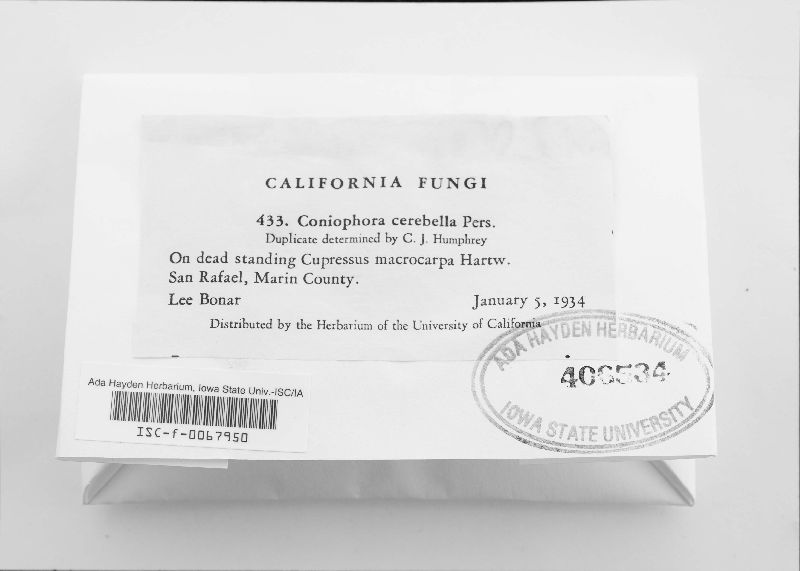 CALIFORNIA FUNGI
433. Coniophora cerebella Pers.
Duplicate determined by C. J. Humphrey
On dead standing Cupressus macrocarpa Hartw.
San Rafael, Marin County.
Lee Bonar January 5, 1934
Distributed by the Herbarium of the University of California
ADA HAYDEN HERBARIUM
406534
IOWA STATE UNIVERSITY
Ada Hayden Herbarium, Iowa State Univ.-ISC/IA
ISC-f-0067950